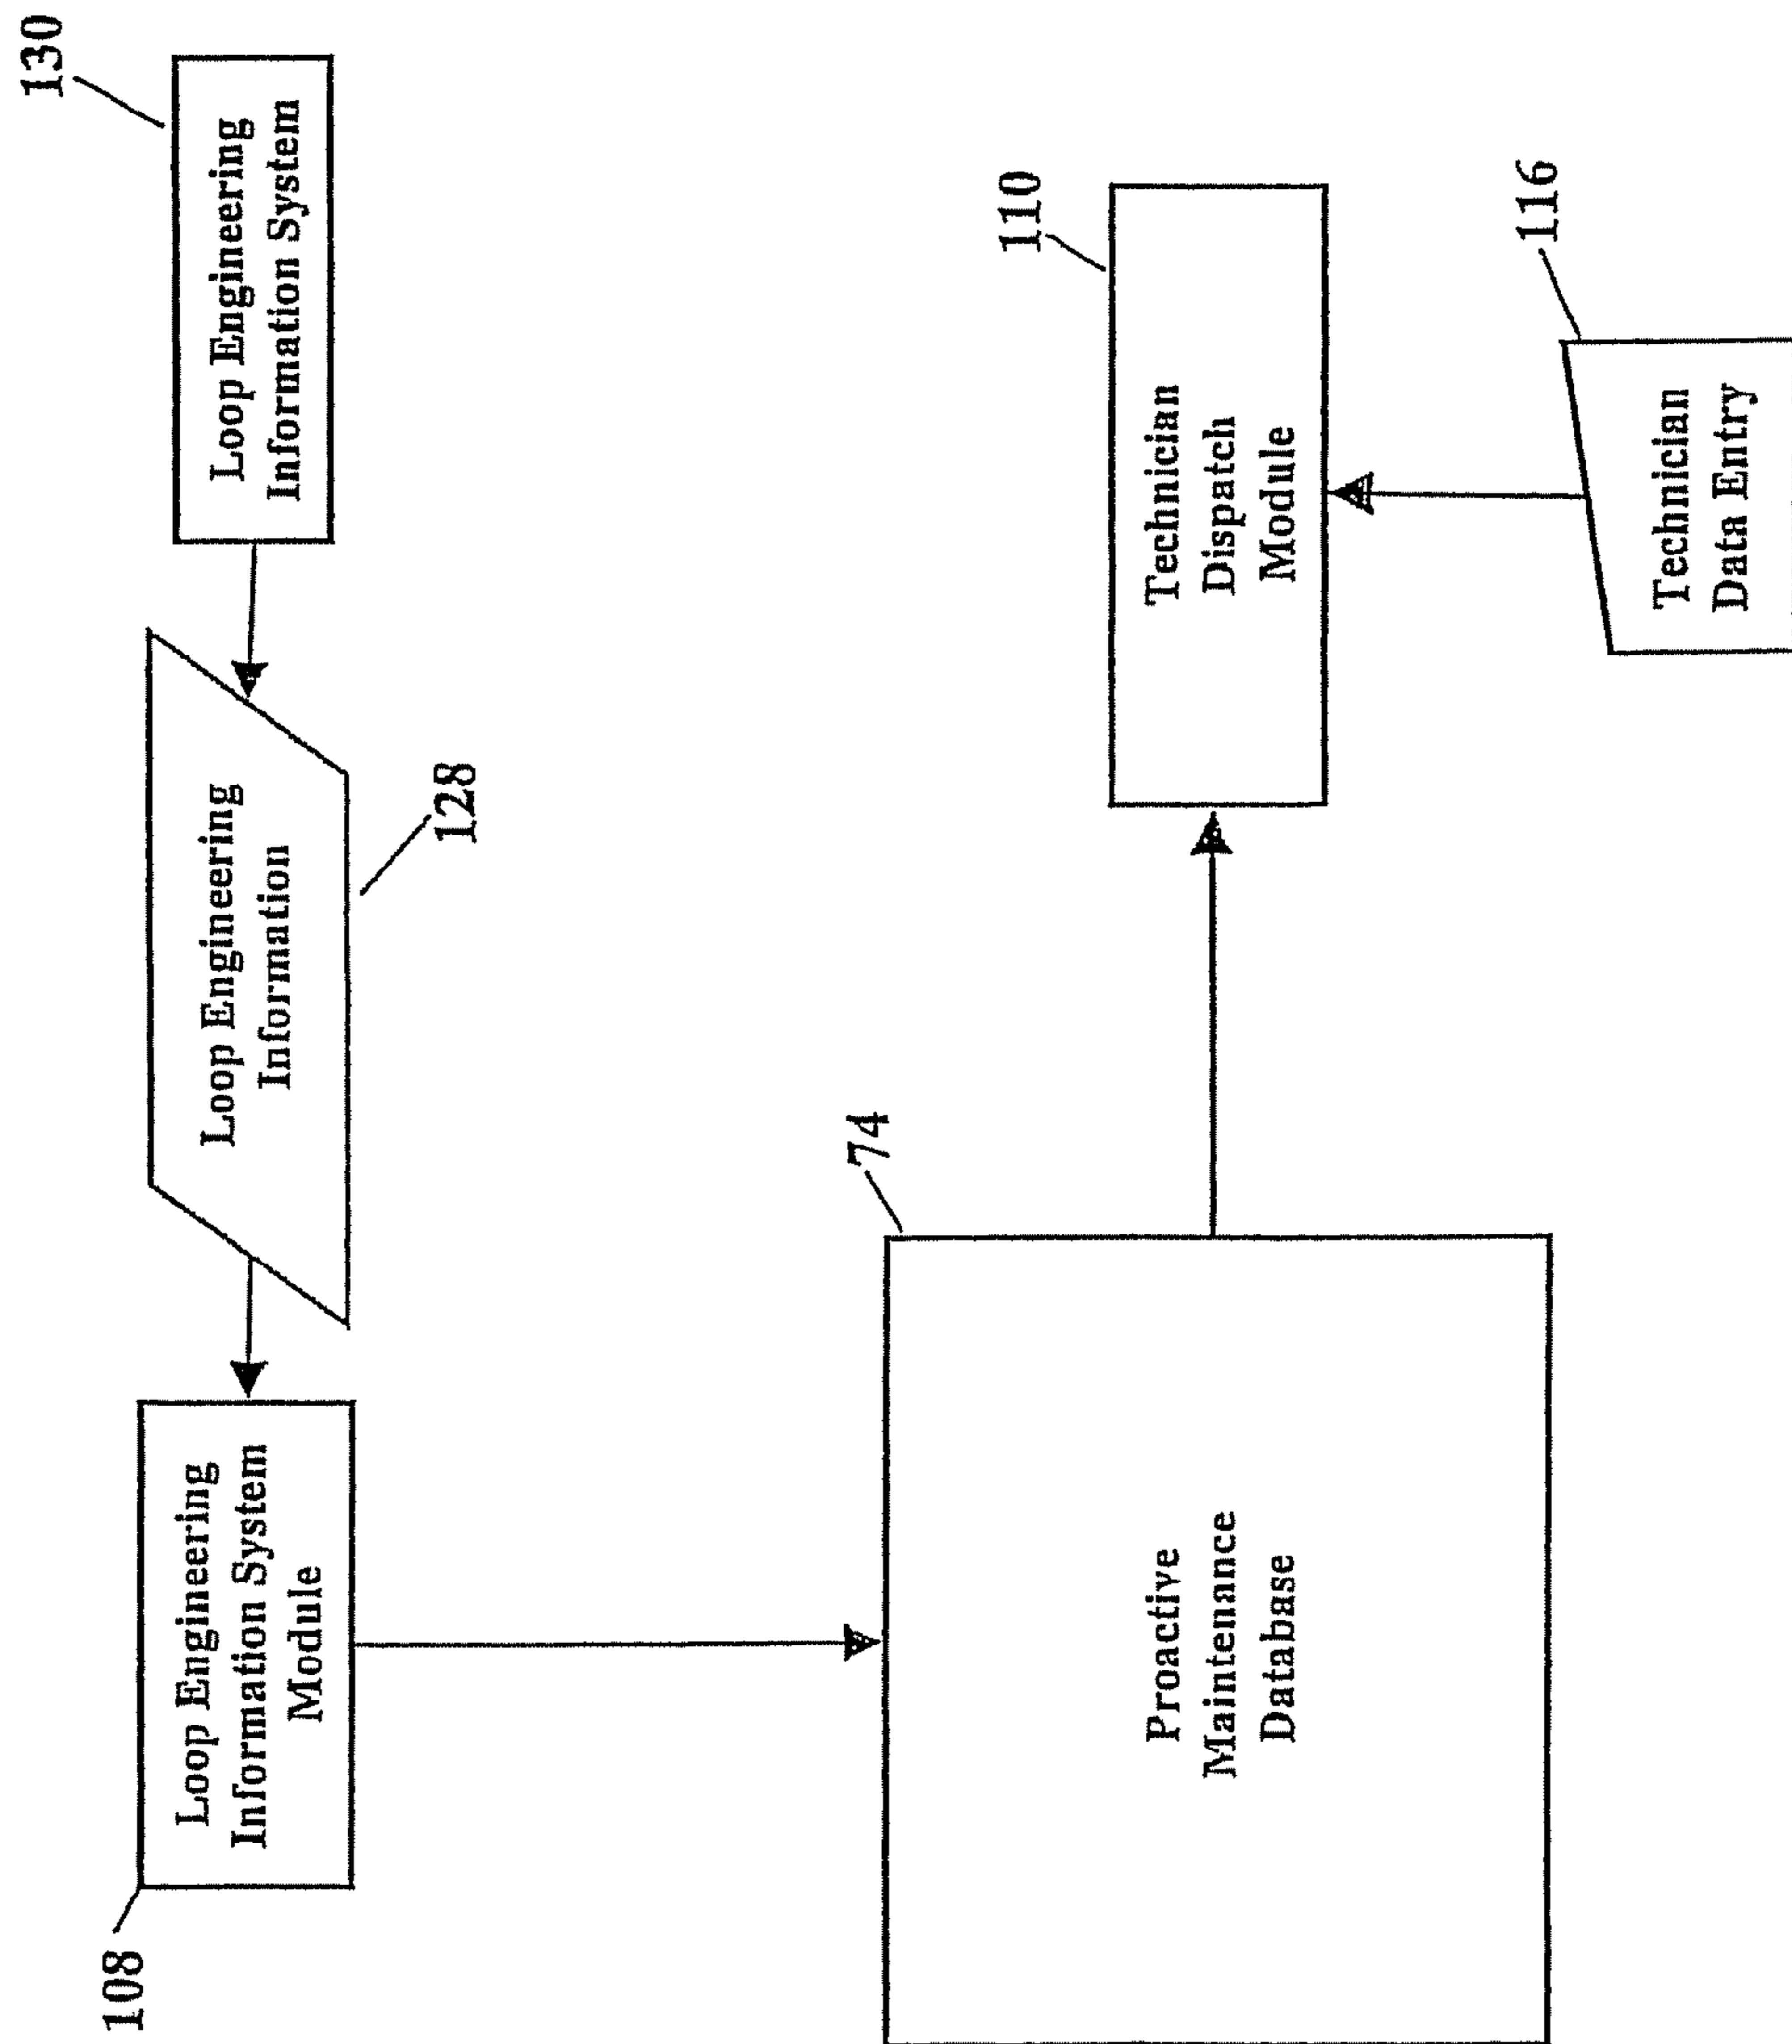 108
Loop Engineering
Information System
Module
Loop Engineering
Information
128
130
Loop Engineering
Information System
74
Proactive
Maintenance
Database
110
Technician
Dispatch
Module
116
Technician
Data Entry